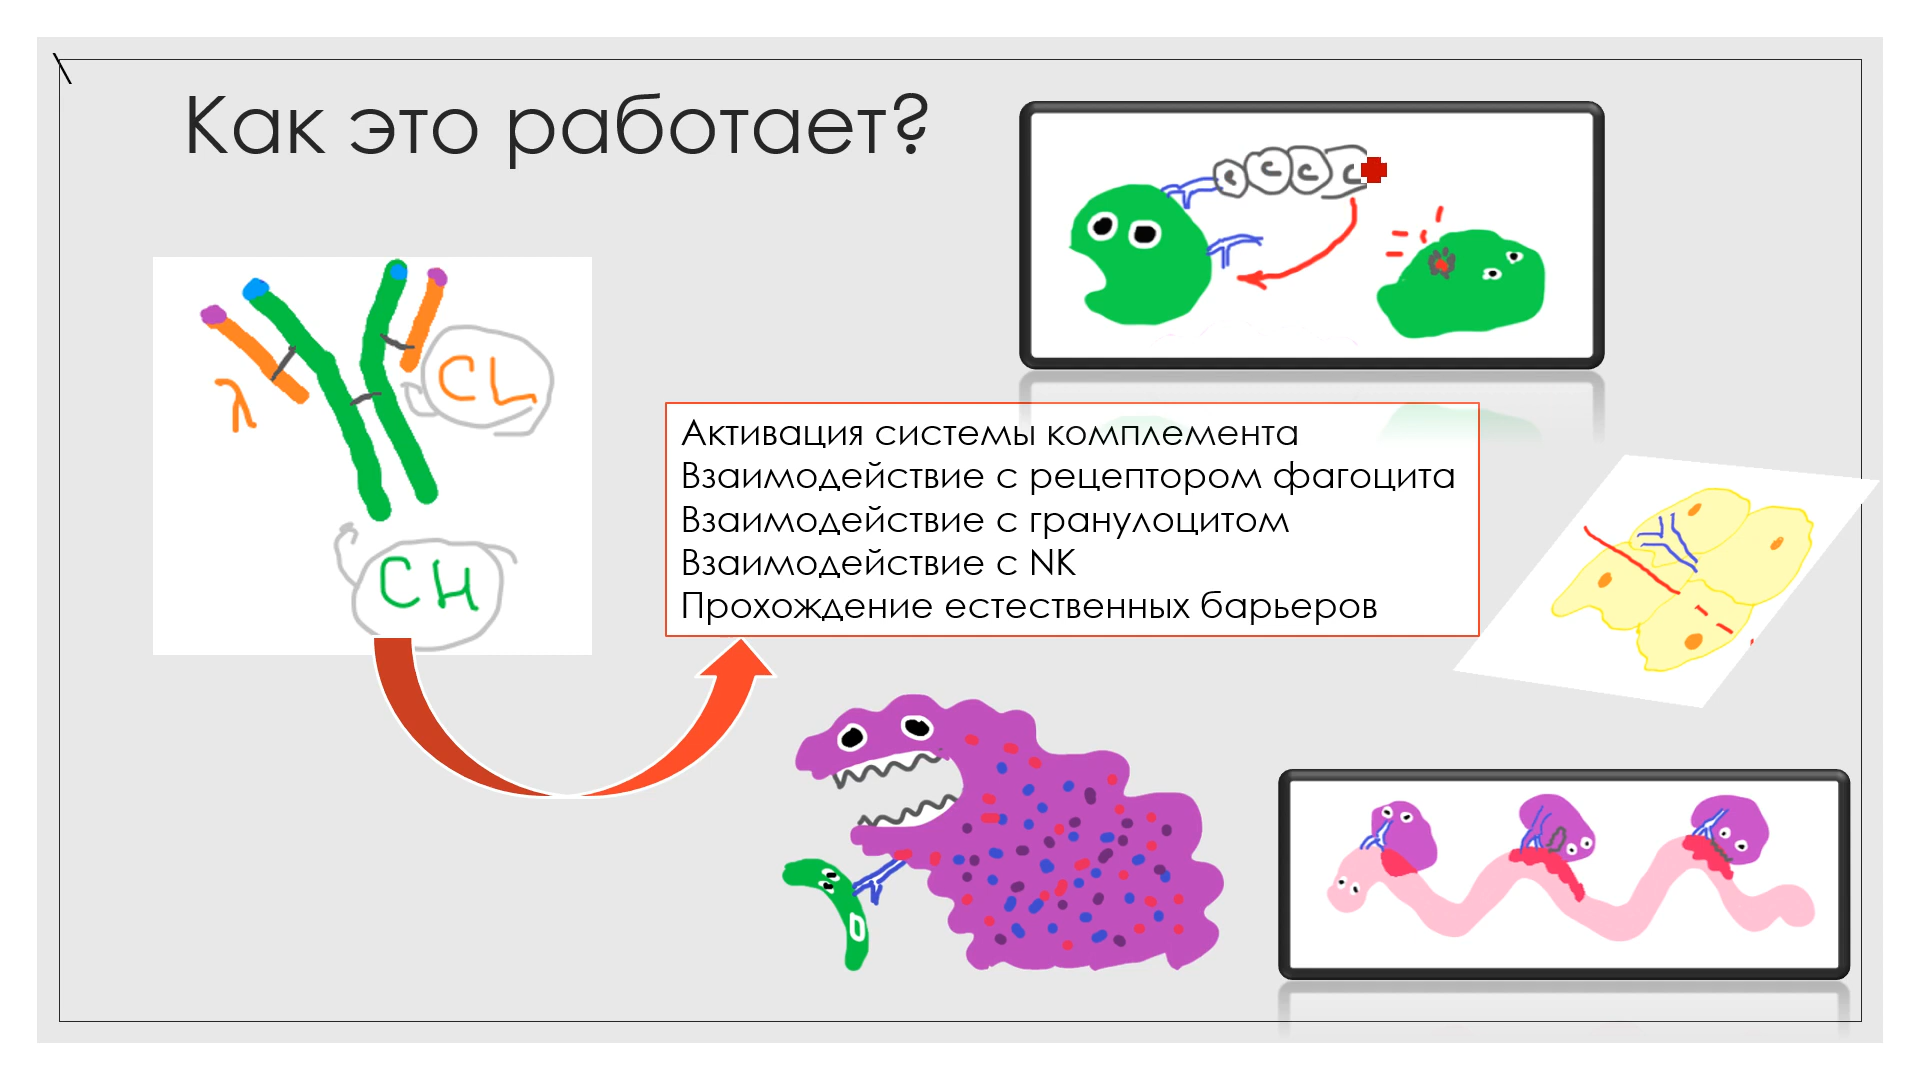 \
Как это работает?
с с с с
λ
CL
Активация системы комплемента
Взаимодействие с рецептором фагоцита
Взаимодействие с гранулоцитом
Взаимодействие с NK
Прохождение естественных барьеров
CH